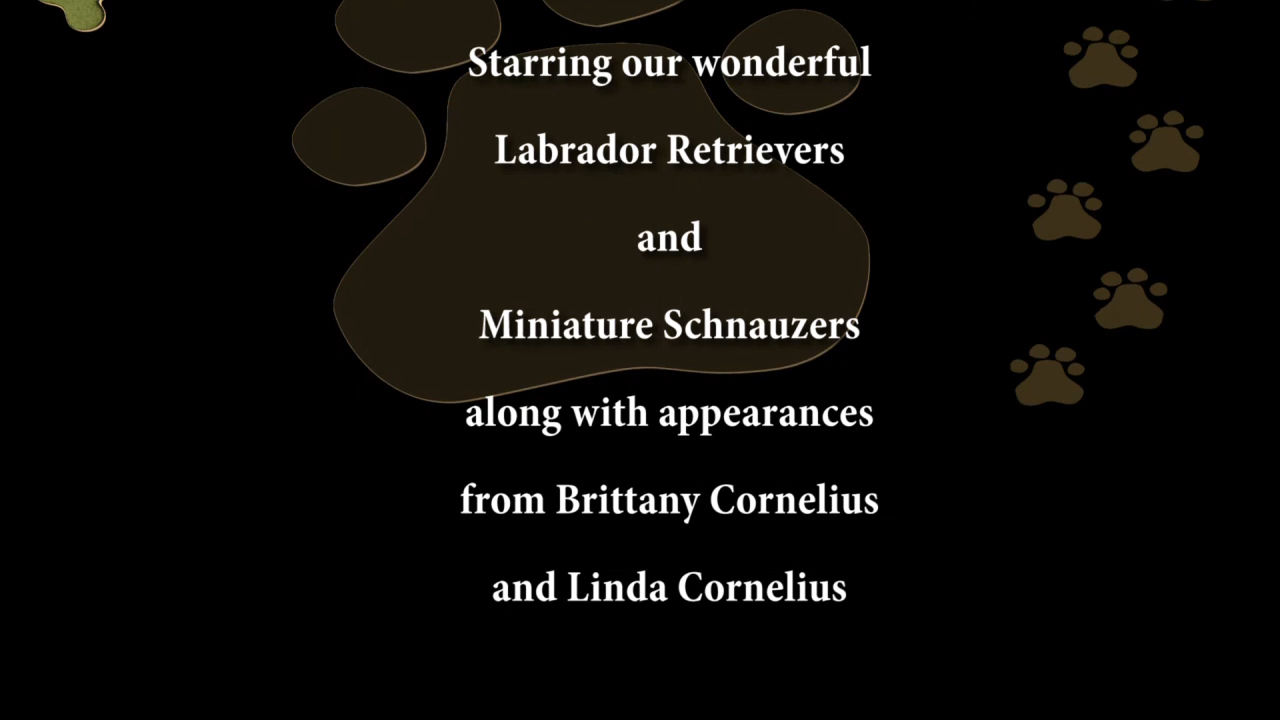 Starring our wonderful
Labrador Retrievers
and
Miniature Schnauzers
along with appearances
from Brittany Cornelius
and Linda Cornelius